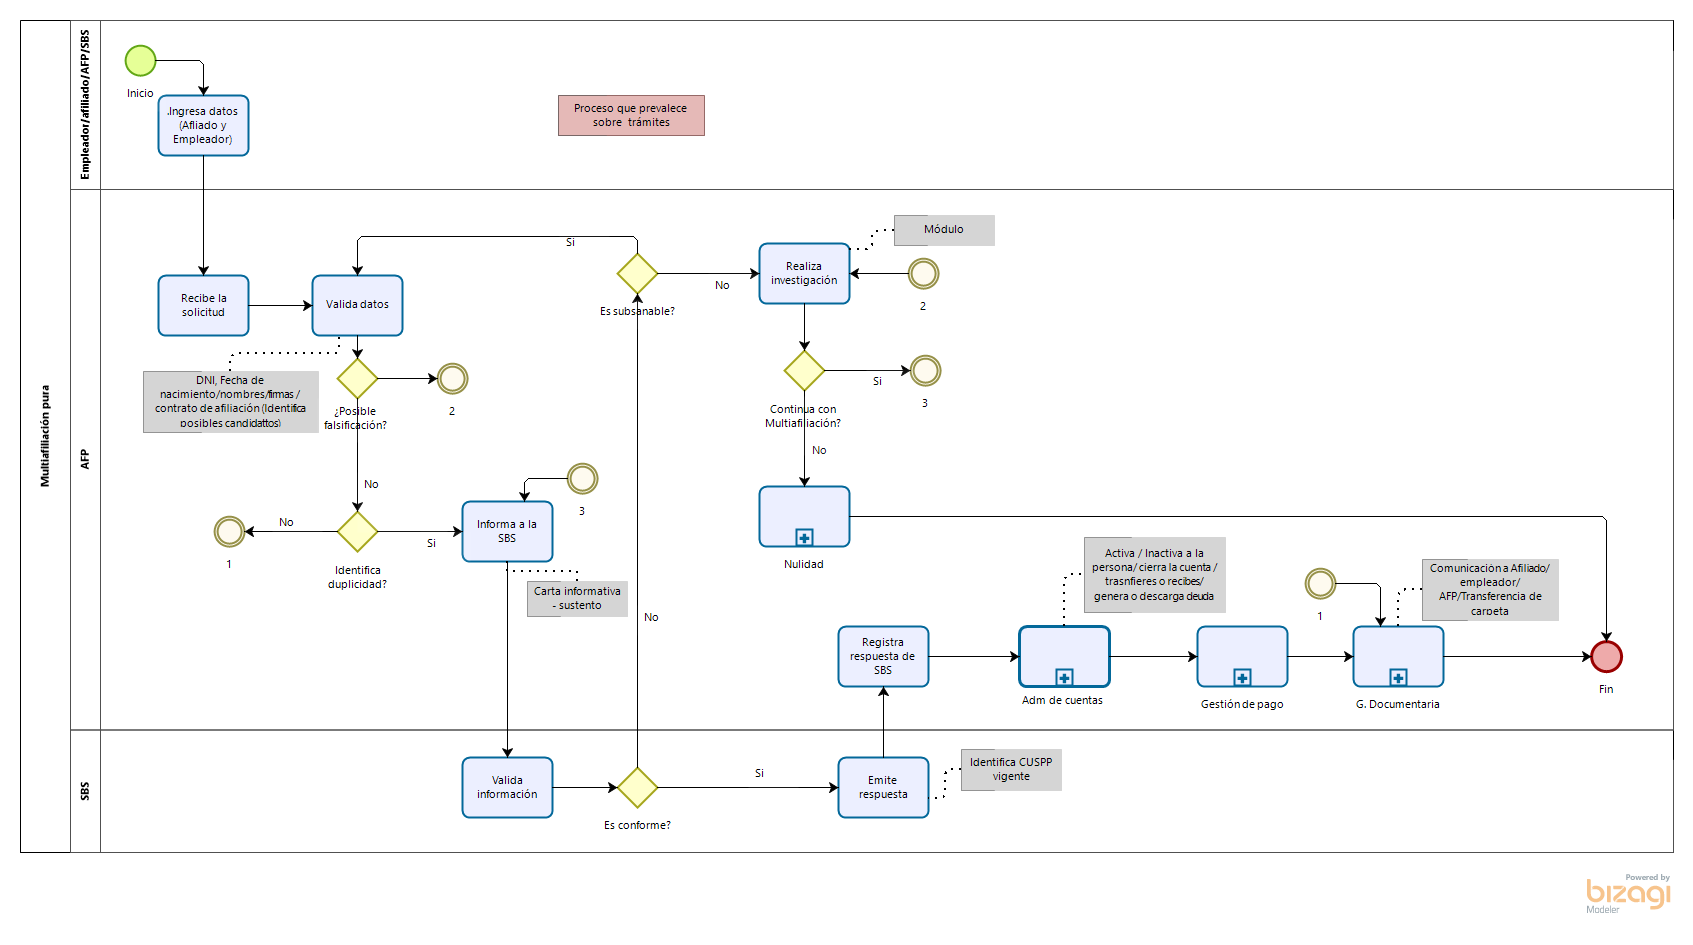 Multiafiliación pura
Empleador/afiliado/AFP/SBS
Inicio
.Ingresa datos
(Afliado y
Empleador)
Proceso que prevalece
sobre trámites
AFP
Recibe la
solicitud
Valida datos
DNI, Fecha de
nacimiento/nombres/firmas/
contrato de afiliación (Identifica
posibles candidattos)
¿Posible
falsificación?
2
Si
Es subsanable?
No
Realiza
investigación
Módulo
2
Continua con
Multiafiliación?
Si
3
No
Nulidad
No
Identifica
duplicidad?
No
1
Si
Informa a la
SBS
3
Carta informativa
- sustento
No
Registra
respuesta de
SBS
Activa / Inactiva a la
persona/ cierra la cuenta /
trasnfieres o recibes/
genera o descarga deuda
Adm de cuentas
Gestión de pago
1
Comunicación a Afiliado/
empleador/
AFP/Transferencia de
carpeta
G. Documentaria
Fin
SBS
Valida
información
Es conforme?
Si
Emite
respuesta
Identifica CUSPP
vigente
Powered by
bizagi
Modeler